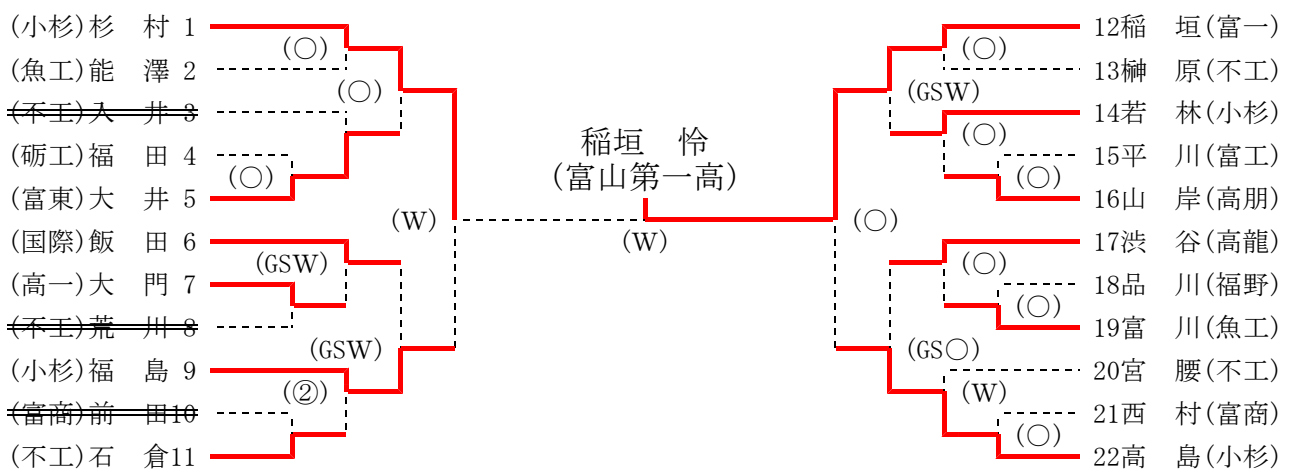 (小杉)杉　村 1
(○)
(魚工)能　澤 2
(○)
(不工)入　井 3
(砺工)福　田 4
(○)
(富東)大　井 5
(W)
(国際)飯　田 6
(GSW)
(高一)大　門 7
(不工)荒　川 8
(GSW)
(小杉)福　島 9
(②)
(富商)前　田10
(不工)石　倉11
稲垣　怜
(富山第一高)
(W)
12稲　垣(富一)
(○)
13榊　原(不工)
(GSW)
14若　林(小杉)
(○)
15平　川(富工)
(○)
16山　岸(高朋)
(○)
17渋　谷(高龍)
(○)
18品　川(福野)
(○)
19富　川(魚工)
(GS○)
20宮　腰(不工)
(W)
21西　村(富商)
(○)
22高　島(小杉)